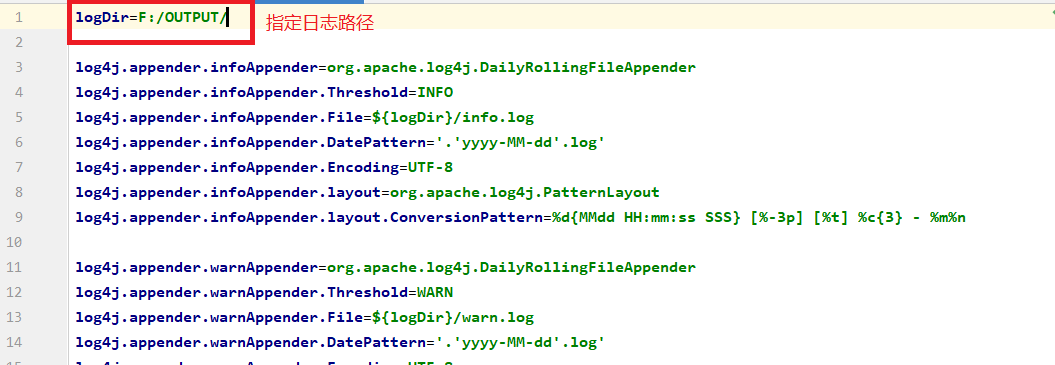 1 logDir=F:/OUTPUT/ 指定日志路径
2
3 log4j.appender.infoAppender=org.apache.log4j.DailyRollingFileAppender
4 log4j.appender.infoAppender.Threshold=INFO
5 log4j.appender.infoAppender.File=${logDir}/info.log
6 log4j.appender.infoAppender.DatePattern='.'yyyy-MM-dd'.log'
7 log4j.appender.infoAppender.Encoding=UTF-8
8 log4j.appender.infoAppender.layout=org.apache.log4j.PatternLayout
9 log4j.appender.infoAppender.layout.ConversionPattern=%d{MMdd HH:mm:ss SSS} [%-3p] [%t] %c{3} - %m%n
10
11 log4j.appender.warnAppender=org.apache.log4j.DailyRollingFileAppender
12 log4j.appender.warnAppender.Threshold=WARN
13 log4j.appender.warnAppender.File=${logDir}/warn.log
14 log4j.appender.warnAppender.DatePattern='.'yyyy-MM-dd'.log'